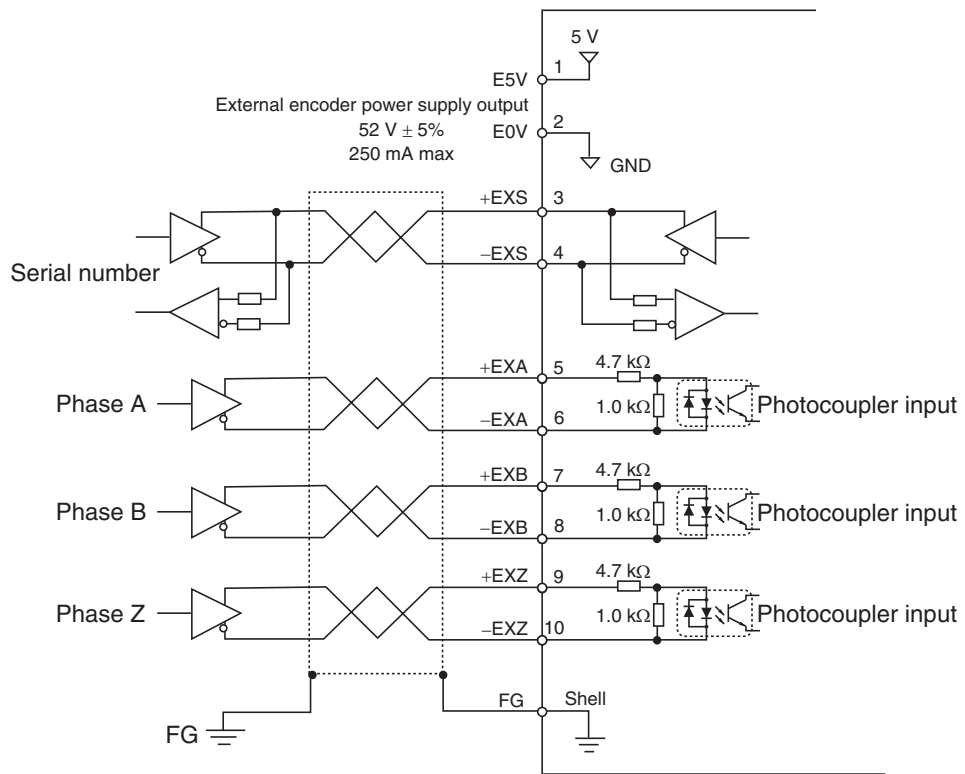 5 V
1
E5V
External encoder power supply output
52 V ± 5%
250 mA max
2
E0V
GND
+EXS
3
−EXS
4
Serial number
+EXA
5
4.7 kΩ
Phase A
1.0 kΩ
Photocoupler input
−EXA
6
+EXB
7
4.7 kΩ
Phase B
1.0 kΩ
Photocoupler input
−EXB
8
+EXZ
9
4.7 kΩ
Phase Z
1.0 kΩ
Photocoupler input
−EXZ
10
FG
Shell
FG